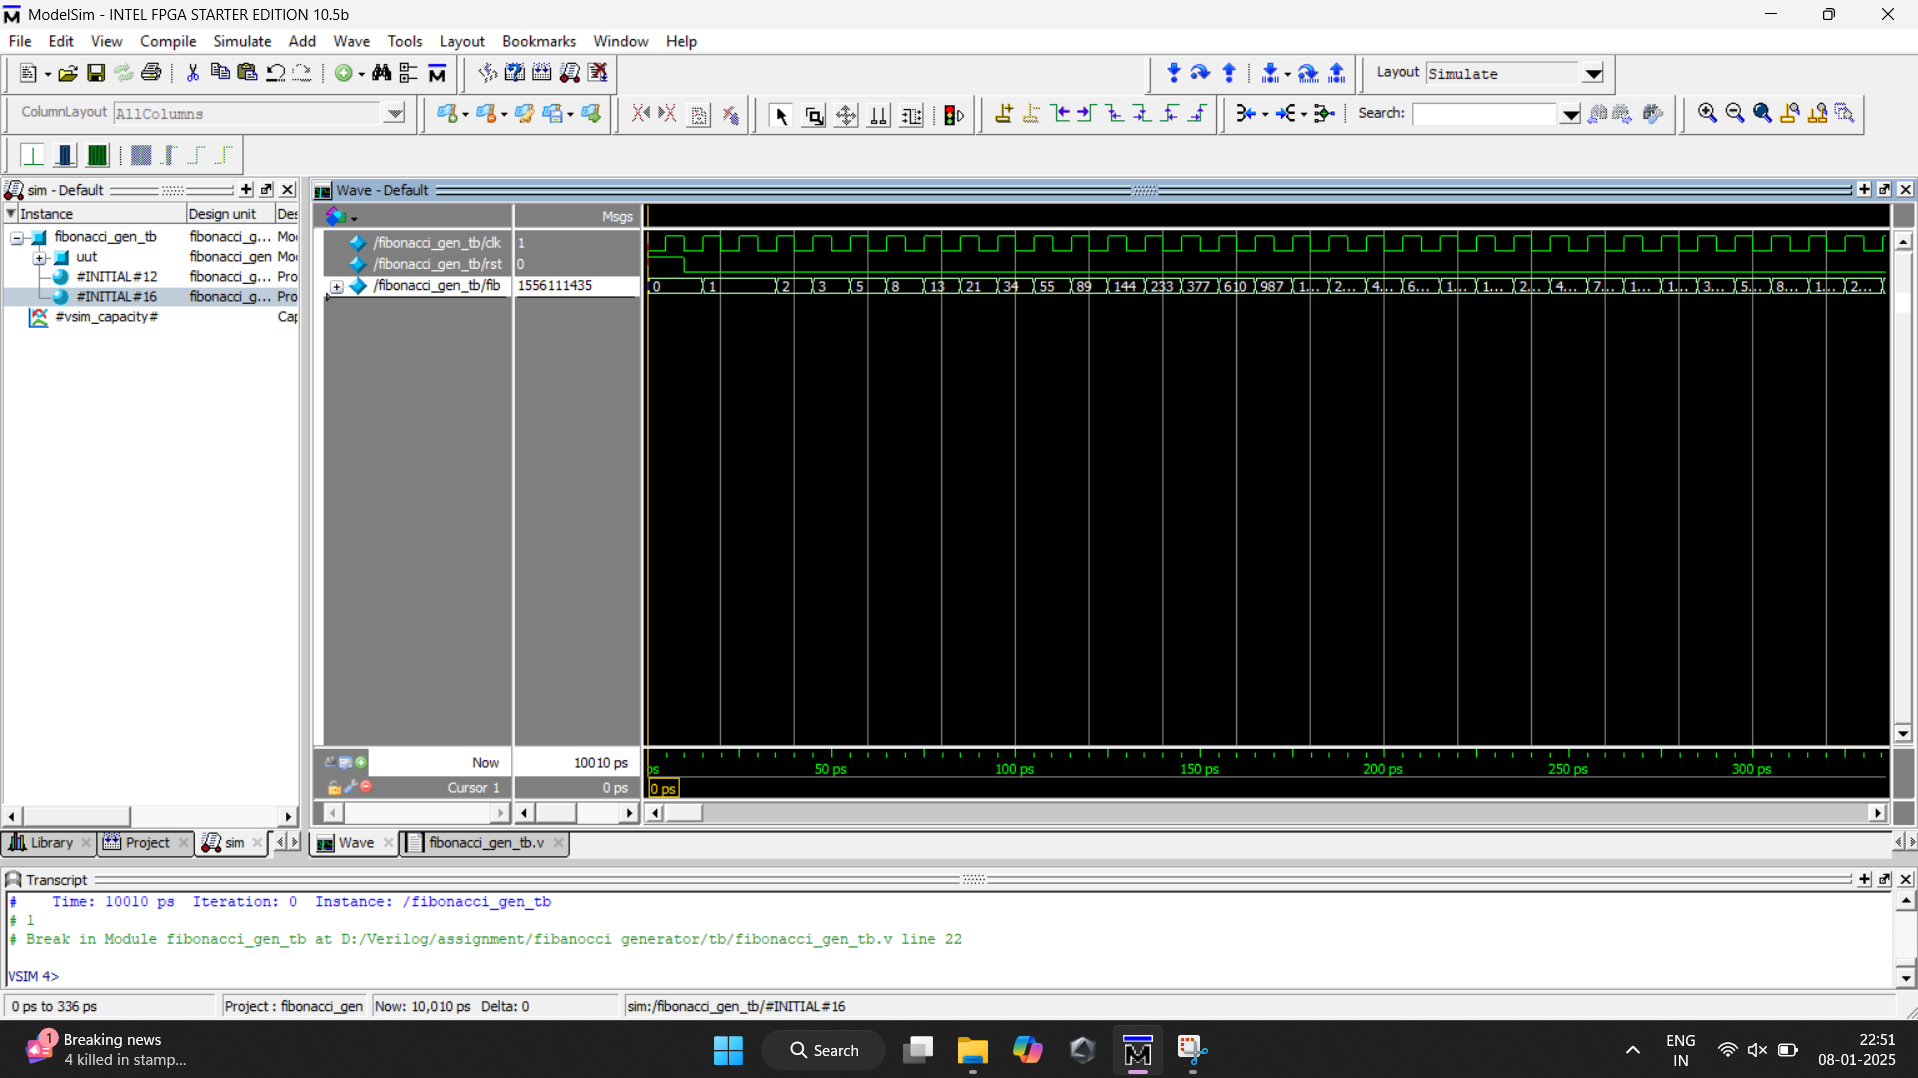 ModelSim - INTEL FPGA STARTER EDITION 10.5b
File Edit View Compile Simulate Add Wave Tools Layout Bookmarks Window Help
Layout Simulate
ColumnLayout AllColumns
Search:
sim - Default
Wave - Default
Instance Design unit Des
Msgs
fibonacci_gen_tb fibonacci_g... Mod
uut fibonacci_gen Mod
#INITIAL#12 fibonacci_g... Pro
#INITIAL#16 fibonacci_g... Pro
#vsim_capacity# Cap
/fibonacci_gen_tb/clk 1
/fibonacci_gen_tb/rst 0
/fibonacci_gen_tb/fib 1556111435 0 1 2 3 5 8 13 21 34 55 89 144 233 377 610 987 1... 2... 4... 6... 1... 1... 2... 4... 7... 1... 1... 3... 5... 8... 1... 2...
Now 10010 ps ps 50 ps 100 ps 150 ps 200 ps 250 ps 300 ps
Cursor 1 0 ps 0 ps
Library Project sim Wave fibonacci_gen_tb.v
Transcript
# Time: 10010 ps Iteration: 0 Instance: /fibonacci_gen_tb
# 1
# Break in Module fibonacci_gen_tb at D:/Verilog/assignment/fibanocci generator/tb/fibonacci_gen_tb.v line 22
VSIM 4>
0 ps to 336 ps Project : fibonacci_gen Now: 10,010 ps Delta: 0 sim:/fibonacci_gen_tb/#INITIAL#16
1 Breaking news
4 killed in stamp...
Search
ENG
IN
22:51
08-01-2025